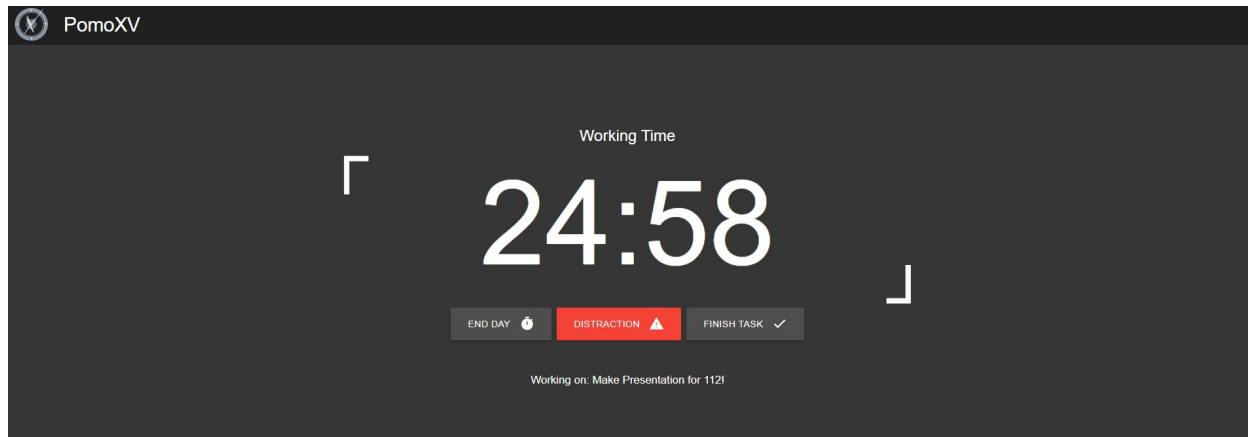 PomoXV
Working Time
24:58
END DAY
DISTRACTION
FINISH TASK
Working on: Make Presentation for 112!